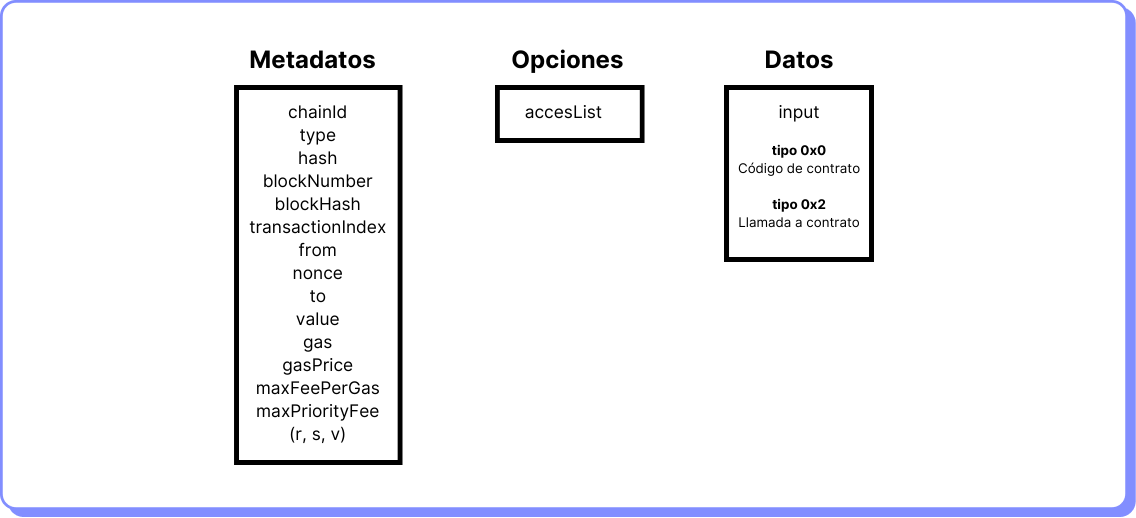 Metadatos
chainId
type
hash
blockNumber
blockHash
transactionIndex
from
nonce
to
value
gas
gasPrice
maxFeePerGas
maxPriorityFee
(r, s, v)
Opciones
accesList
Datos
input
tipo 0x0
Código de contrato
tipo 0x2
Llamada a contrato